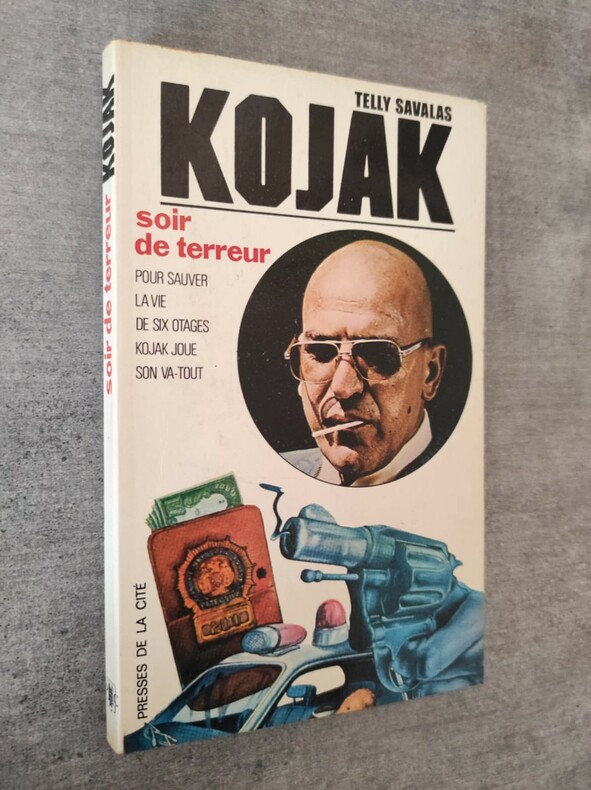 TELLY SAVALAS
KOJAK
soir
de terreur
POUR SAUVER
LA VIE
DE SIX OTAGES
KOJAK JOUE
SON VA-TOUT
PRESSES DE LA CITÉ
soir de terreur KOJAK